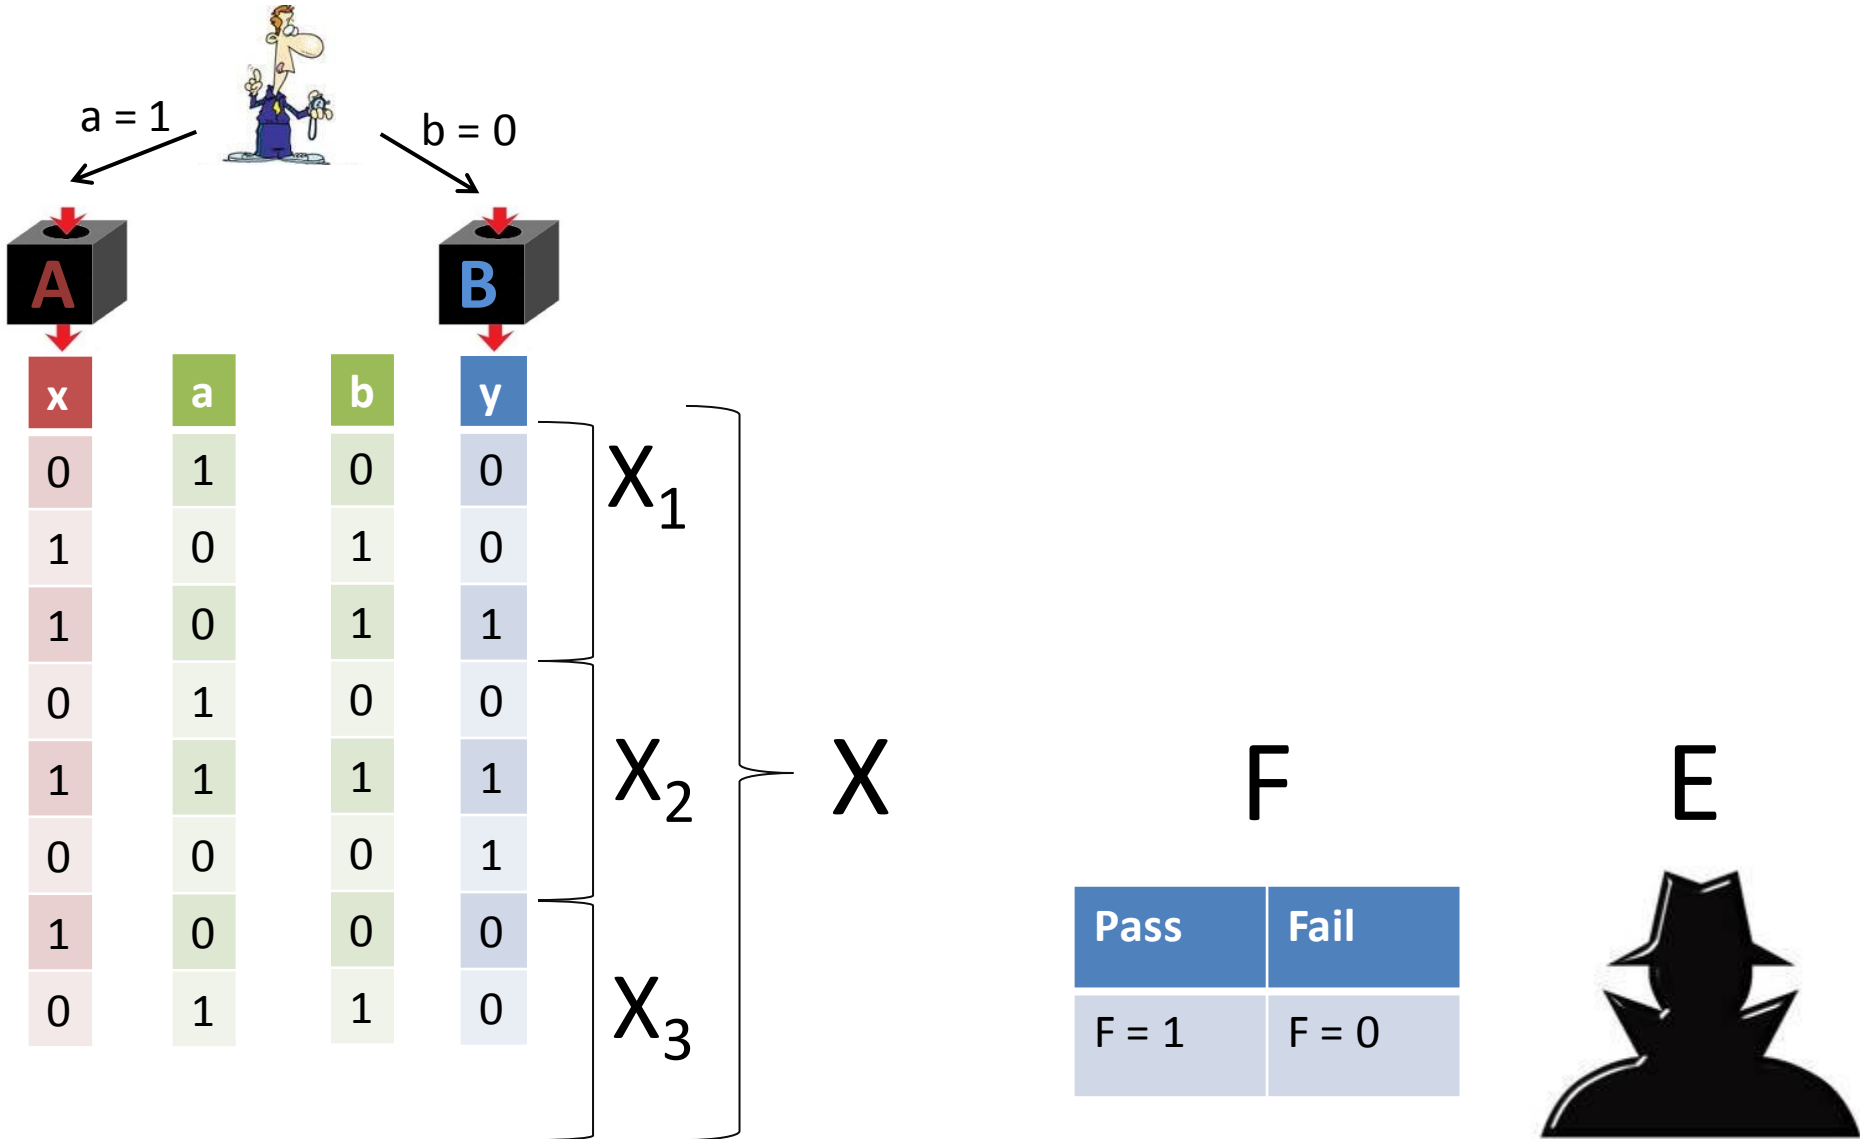 a = 1
b = 0
A
B
x a b y
0 1 0 0
1 0 1 0
1 0 1 1
0 1 0 0
1 1 1 1
0 0 0 1
1 0 0 0
0 1 1 0
X1
X2
X3
X
F
E
Pass Fail
F = 1 F = 0